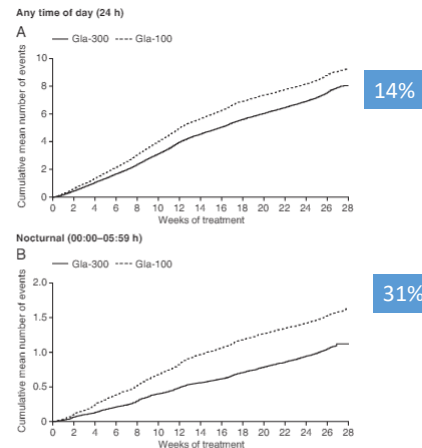 Any time of day (24 h)
A
Gla-300 Gla-100
Cumulative mean number of events
10
8
6
4
2
0
0 2 4 6 8 10 12 14 16 18 20 22 24 26 28
Weeks of treatment
14%
Nocturnal (00:00–05:59 h)
B
Gla-300 Gla-100
Cumulative mean number of events
2.0
1.5
1.0
0.5
0
0 2 4 6 8 10 12 14 16 18 20 22 24 26 28
Weeks of treatment
31%